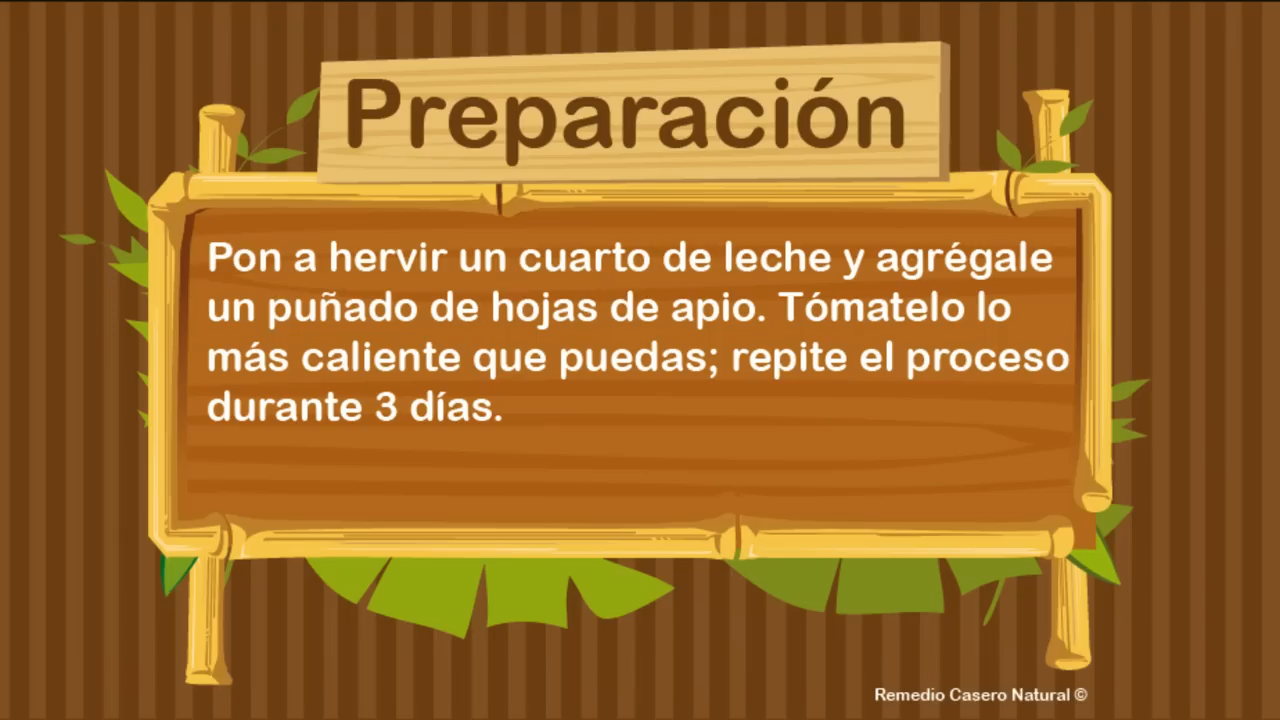 Preparación
Pon a hervir un cuarto de leche y agrégale
un puñado de hojas de apio. Tómatelo lo
más caliente que puedas; repite el proceso
durante 3 días.
Remedio Casero Natural ©